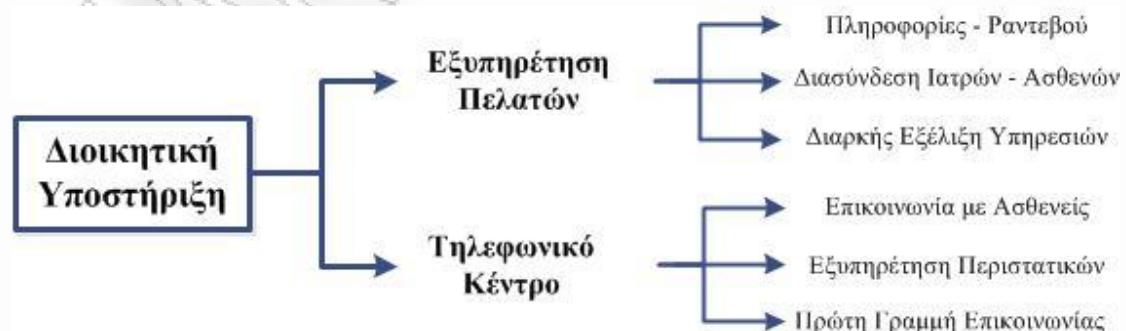 Διοικητική
Υποστήριξη
Εξυπηρέτηση
Πελατών
Πληροφορίες - Ραντεβού
Διασύνδεση Ιατρών - Ασθενών
Διαρκής Εξέλιξη Υπηρεσιών
Τηλεφωνικό
Κέντρο
Επικοινωνία με Ασθενείς
Εξυπηρέτηση Περιστατικών
Πρώτη Γραμμή Επικοινωνίας